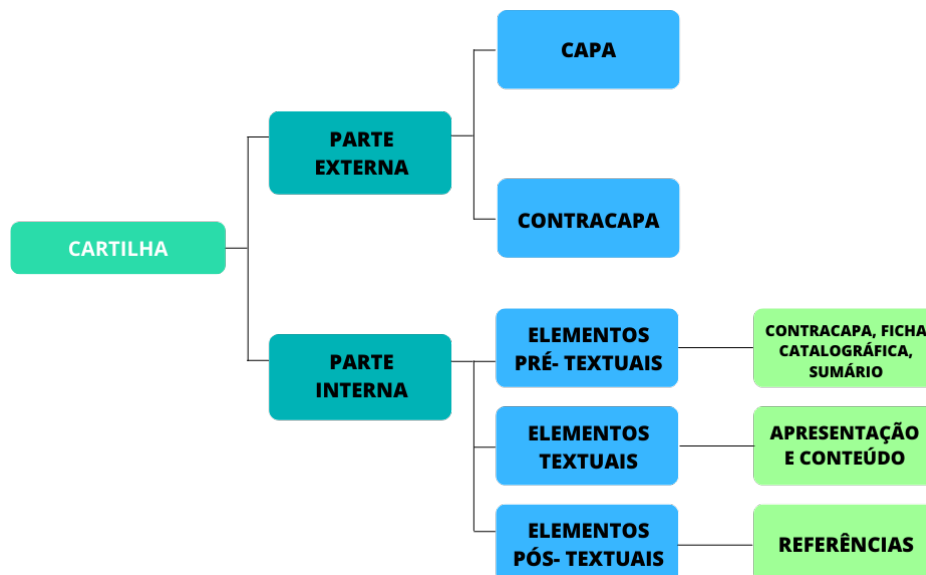 CAPA
PARTE
EXTERNA
CONTRACAPA
CARTILHA
PARTE
INTERNA
ELEMENTOS
PRÉ- TEXTUAIS
CONTRACAPA, FICHA
CATALOGRÁFICA,
SUMÁRIO
ELEMENTOS
TEXTUAIS
APRESENTAÇÃO
E CONTEÚDO
ELEMENTOS
PÓS- TEXTUAIS
REFERÊNCIAS